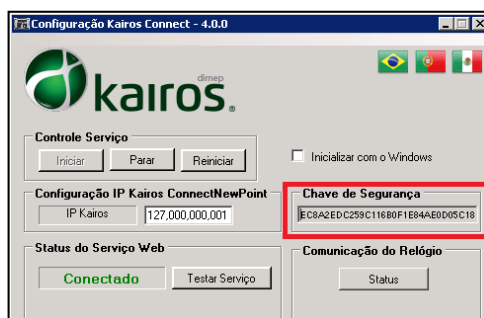 Configuração Kairos Connect - 4.0.0
dimep
kairos.
Controle Serviço
Iniciar Parar Reiniciar
Inicializar com o Windows
Configuração IP Kairos ConnectNewPoint
Chave de Segurança
IP Kairos 127,000,000,001
EC8A2EDC259C116B0F1E84AE0D05C18
Status do Serviço Web
Comunicação do Relógio
Conectado Testar Serviço
Status